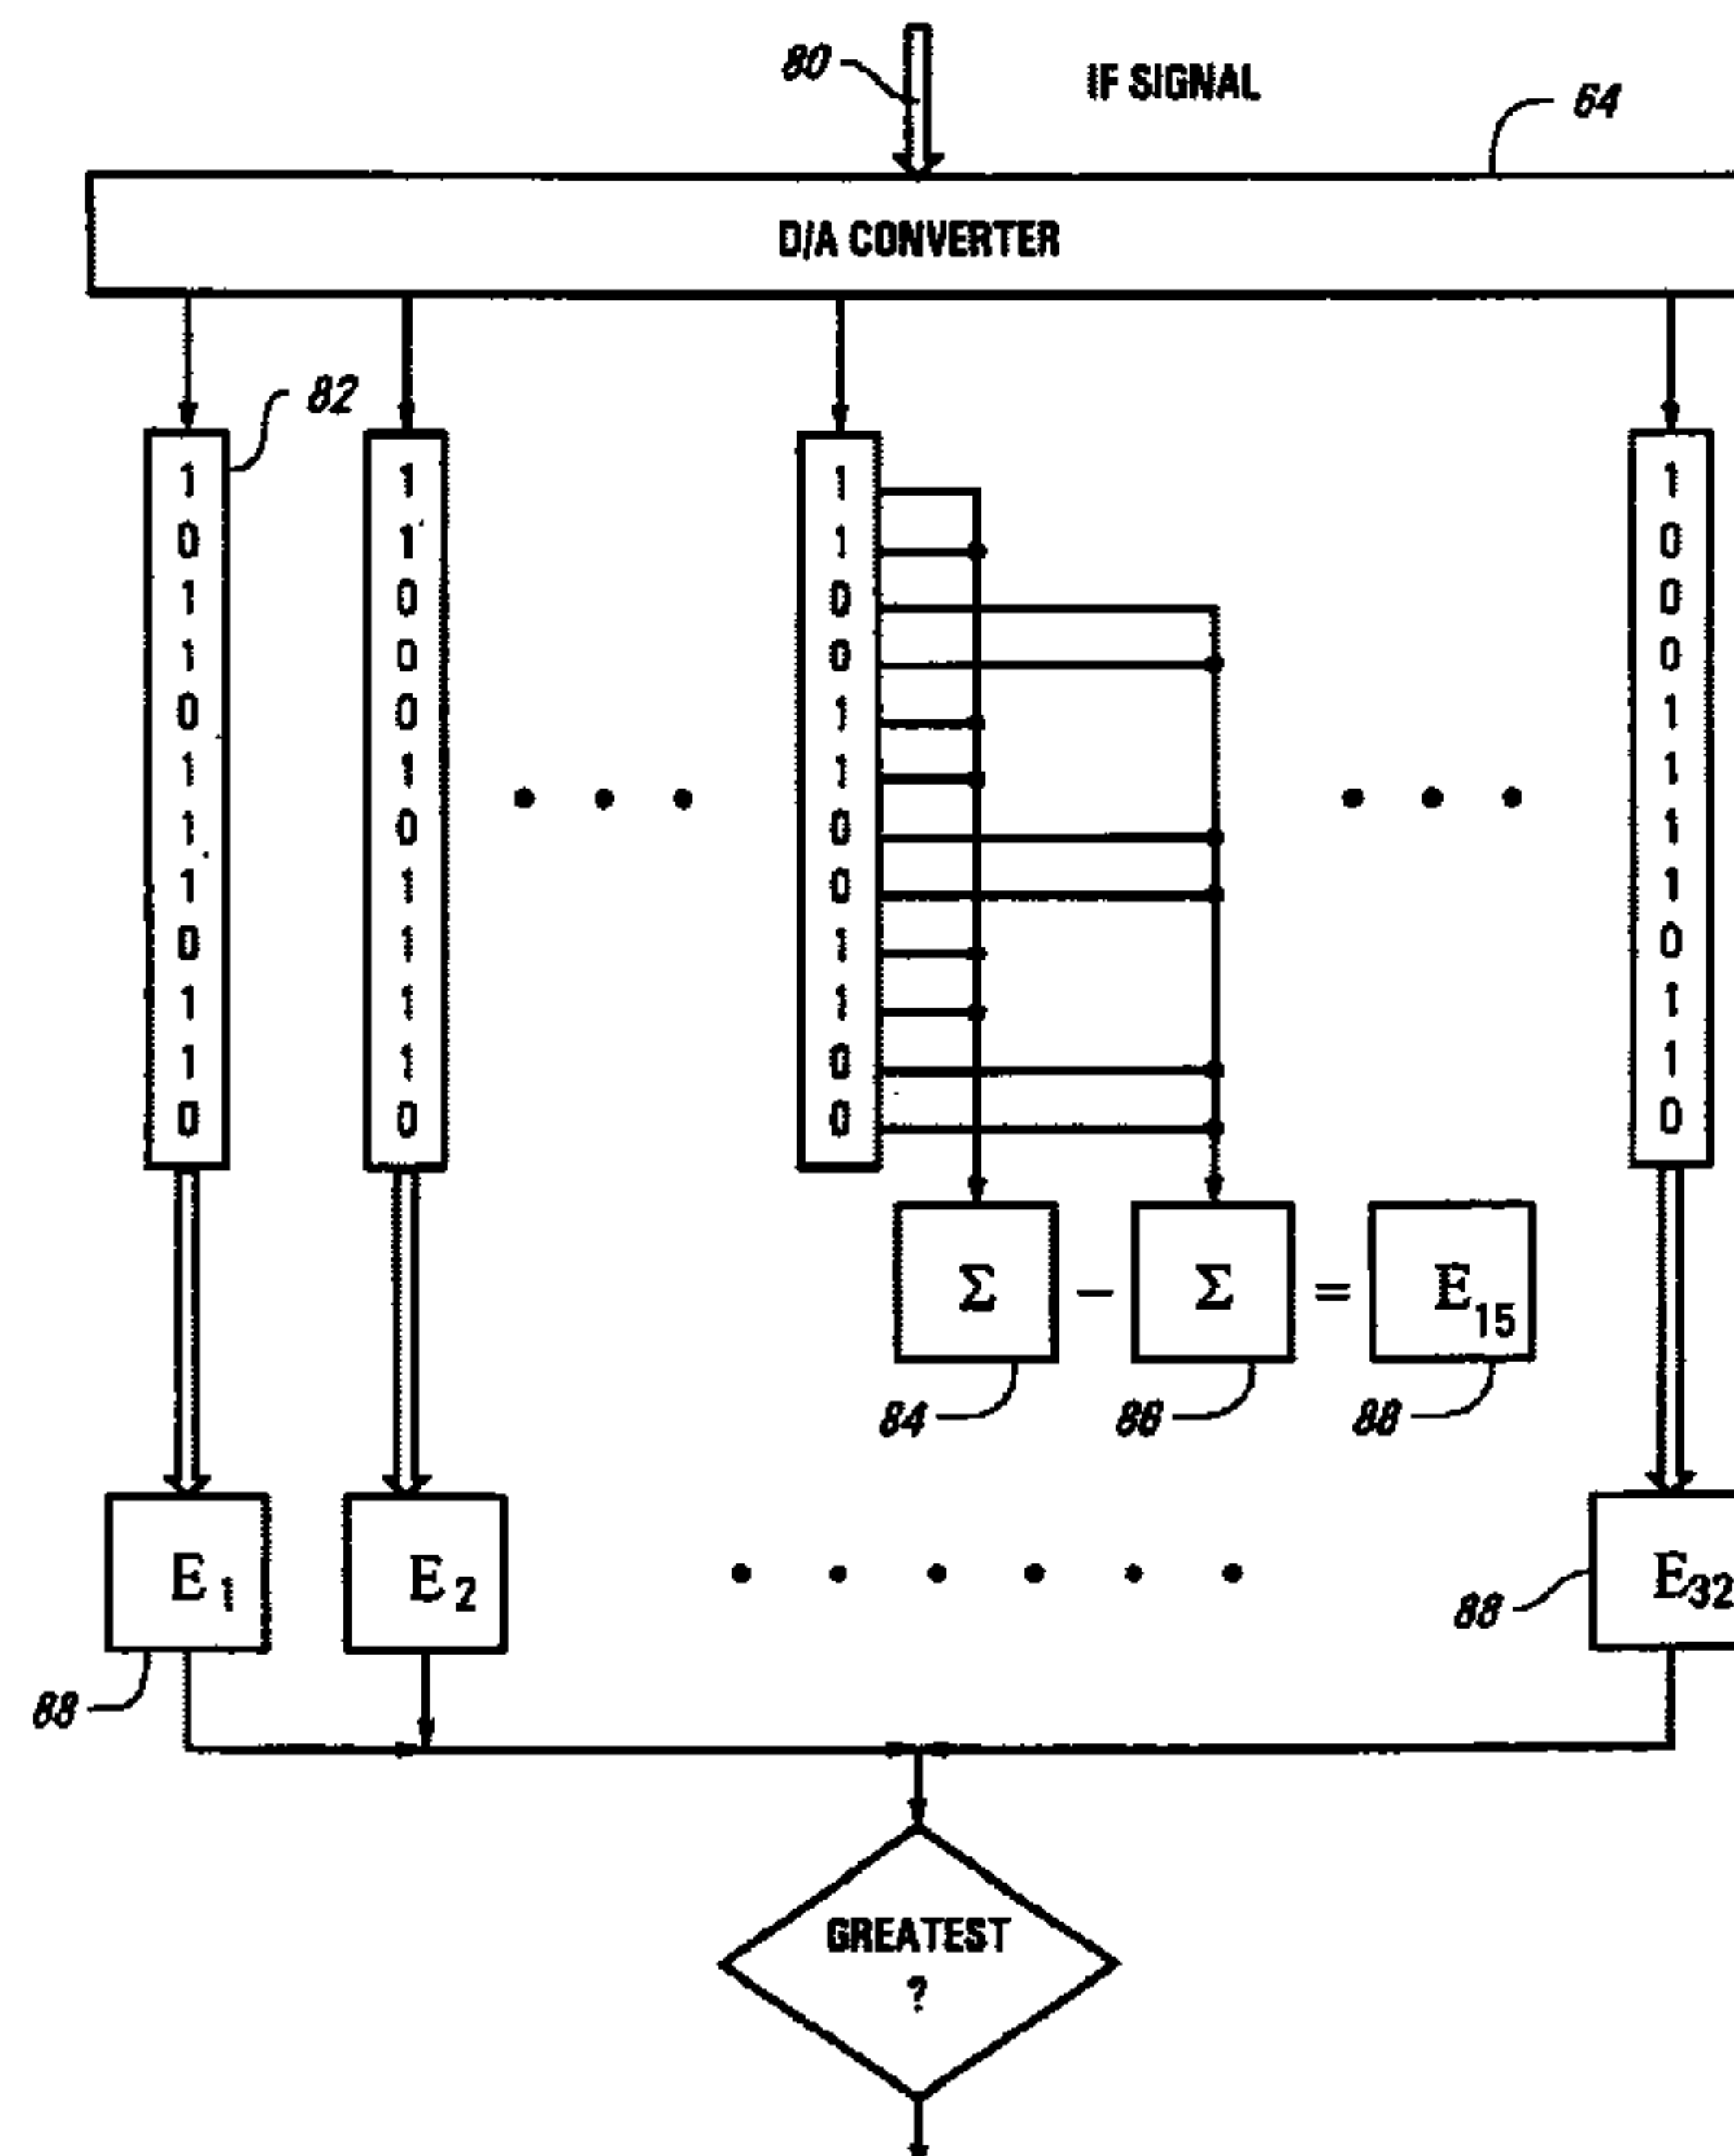 80
IF SIGNAL
64
D/A CONVERTER
82
1 1 1 1
0 1 1 0
1 0 0 0
1 0 0 0
0 0 1 1
1 1 1 1
1 0 0 1
1 1 0 1
0 1 1 0
1 1 1 1
1 1 0 1
0 0 0 0
Σ - Σ = E15
84 88 88
E1 E2 E32
88
88
GREATEST
?